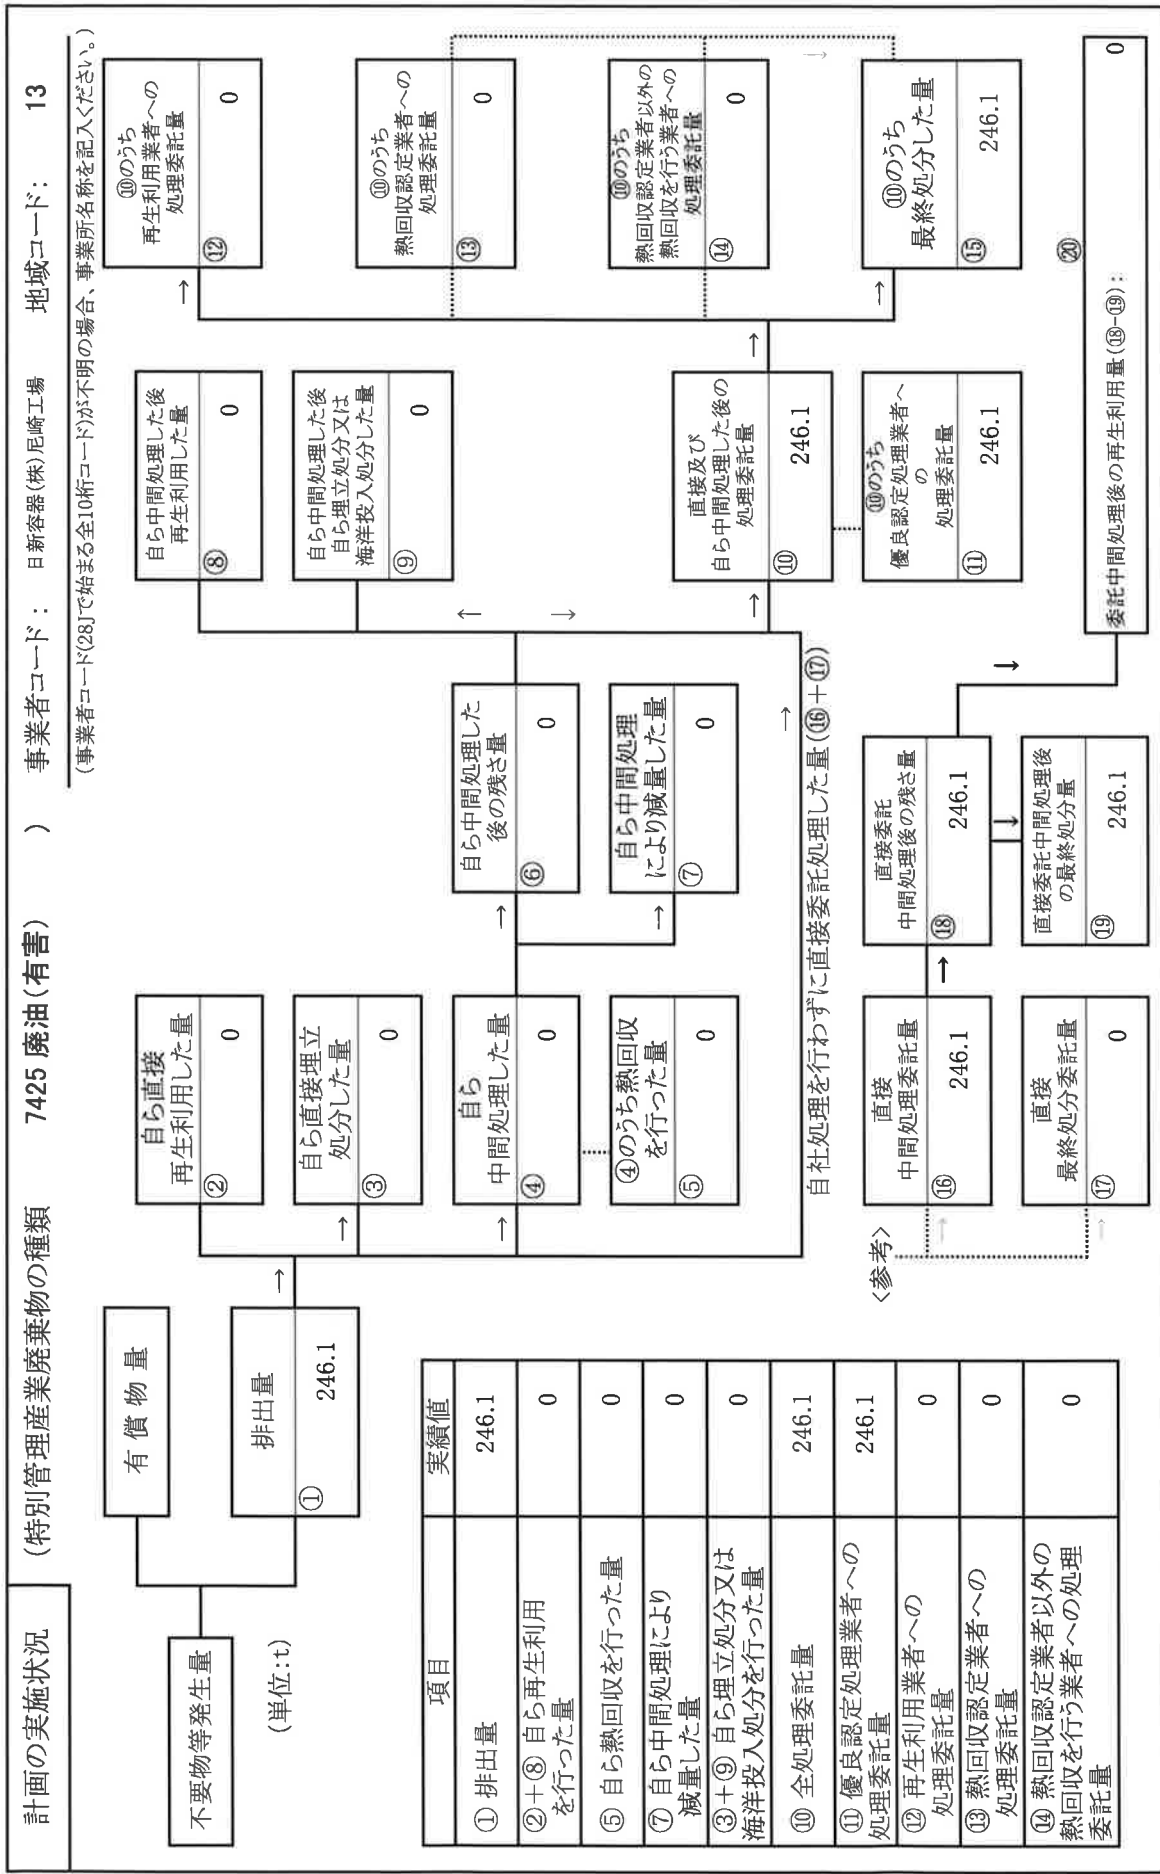 計画の実施状況
(特別管理産業廃棄物の種類 7425 廃油(有害) )
事業者コード: 日新容器(株)尼崎工場 地域コード: 13
(事業者コード(「28」で始まる全10桁コード)が不明の場合、事業所名称を記入ください。)
不要物等発生量
(単位:t)
有償物量
排出量
① 246.1
自ら直接
再生利用した量
② 0
自ら直接埋立
処分した量
③ 0
自ら
中間処理した量
④ 0
④のうち熱回収
を行った量
⑤ 0
自ら中間処理した
後の残さ量
⑥ 0
自ら中間処理
により減量した量
⑦ 0
自ら中間処理した後
再生利用した量
⑧ 0
自ら中間処理した後
自ら埋立処分又は
海洋投入処分した量
⑨ 0
直接及び
自ら中間処理した後の
処理委託量
⑩ 246.1
⑩のうち
優良認定処理業者へ
の
処理委託量
⑪ 246.1
⑩のうち
再生利用業者への
処理委託量
⑫ 0
⑩のうち
熱回収認定業者への
処理委託量
⑬ 0
⑩のうち
熱回収認定業者以外の
熱回収を行う業者への
処理委託量
⑭ 0
⑩のうち
最終処分した量
⑮ 246.1
自社処理を行わずに直接委託処理した量(⑯+⑰)
<参考>
直接
中間処理委託量
⑯ 246.1
直接
最終処分委託量
⑰ 0
直接委託
中間処理後の残さ量
⑱ 246.1
直接委託中間処理後
の最終処分量
⑲ 246.1
⑳
委託中間処理後の再生利用量(⑱-⑲): 0
項目 実績値
① 排出量 246.1
②+⑧ 自ら再生利用
を行った量 0
⑤ 自ら熱回収を行った量 0
⑦ 自ら中間処理により
減量した量 0
③+⑨ 自ら埋立処分又は
海洋投入処分を行った量 0
⑩ 全処理委託量 246.1
⑪ 優良認定処理業者への
処理委託量 246.1
⑫ 再生利用業者への
処理委託量 0
⑬ 熱回収認定業者への
処理委託量 0
⑭ 熱回収認定業者以外の
熱回収を行う業者への処理
委託量 0